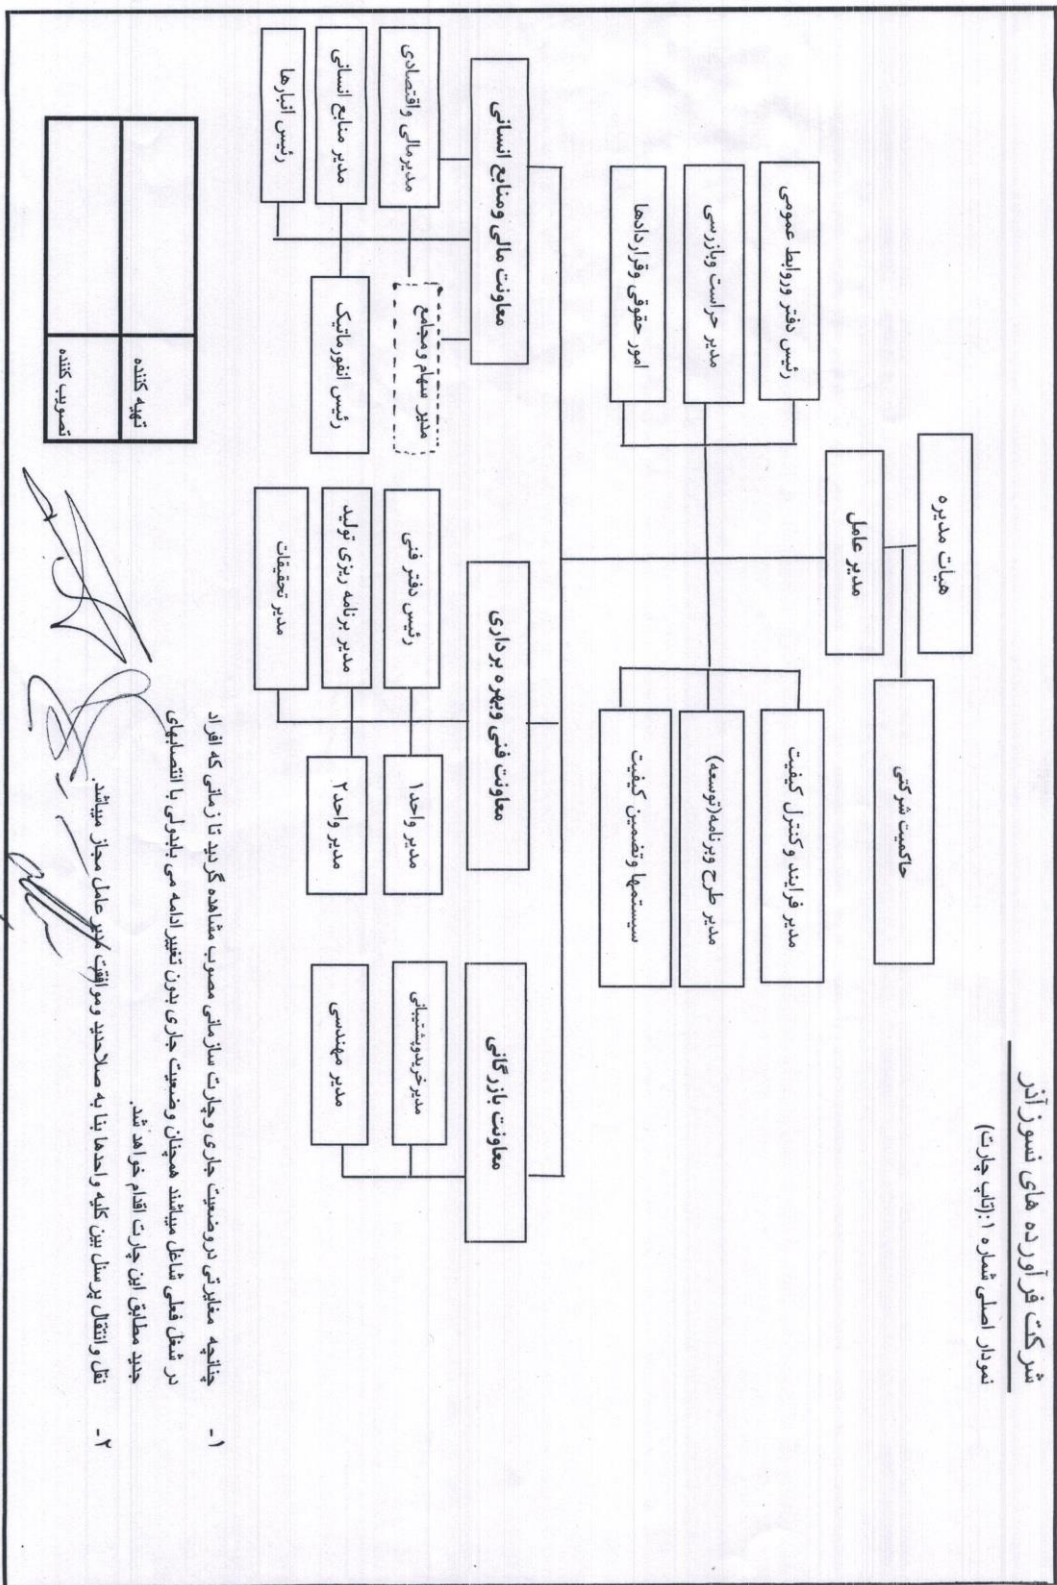 شرکت فرآورده های نسوز آذر
نمودار اصلی شماره ۱:(تاپ چارت)
هیأت مدیره
حاکمیت شرکتی
مدیر عامل
رئیس دفتر وروابط عمومی
مدیر حراست وبازرسی
امور حقوقی وقراردادها
مدیر فرایند وکنترل کیفیت
مدیر طرح وبرنامه(توسعه)
سیستمها وتضمین کیفیت
معاونت مالی ومنابع انسانی
مدیرمالی واقتصادی
مدیر سهام ومجامع
مدیر منابع انسانی
رئیس انفورماتیک
رئیس انبارها
معاونت فنی وبهره برداری
رئیس دفتر فنی
مدیر واحد۱
مدیر برنامه ریزی تولید
مدیر واحد۲
مدیر تحقیقات
معاونت بازرگانی
مدیرخریدوپشتیبانی
مدیر مهندسی
۱- چنانچه مغایرتی دروضعیت جاری وچارت سازمانی مصوب مشاهده گردید تا زمانی که افراد
در شغل فعلی شاغل میباشند همچنان وضعیت جاری بدون تغییر ادامه می یابدولی با انتصابهای
جدید مطابق این چارت اقدام خواهد شد.
۲- نقل وانتقال پرسنل بین کلیه واحدها بنا به صلاحدید وموافقت مدیر عامل مجاز میباشد.
تهیه کننده
تصویب کننده